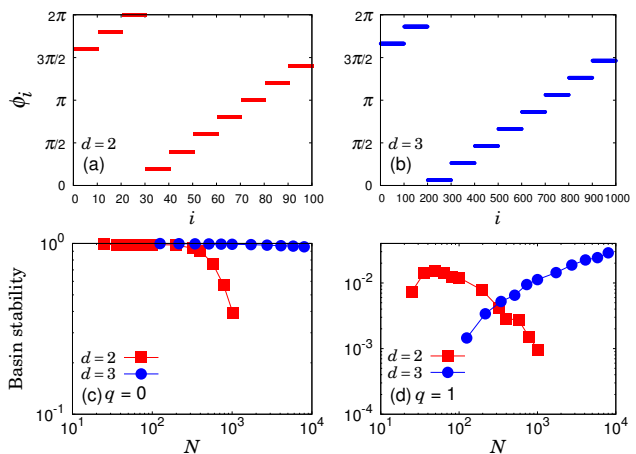 2π
3π/2
π
π/2
0
ϕi
d = 2
(a)
0 10 20 30 40 50 60 70 80 90 100
i
d = 3
(b)
2π
3π/2
π
π/2
0
0 100 200 300 400 500 600 700 800 900 1000
i
Basin stability
10^0
10^-1
d = 2
d = 3
(c) q = 0
10^1 10^2 10^3 10^4
N
10^-2
10^-3
10^-4
d = 2
d = 3
(d) q = 1
10^1 10^2 10^3 10^4
N